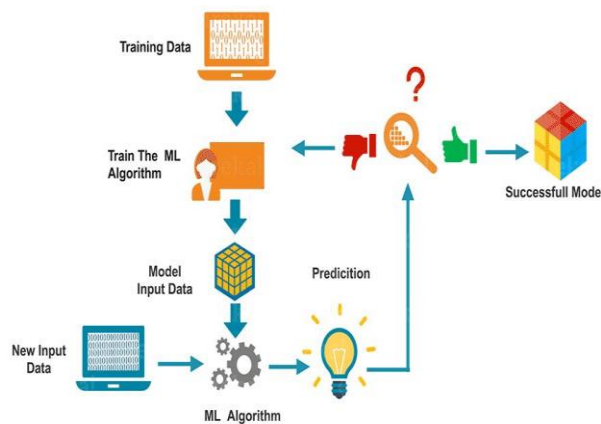 Training Data
?
Train The ML
Algorithm
Successfull Mode
Model
Input Data
Predicition
New Input
Data
ML Algorithm